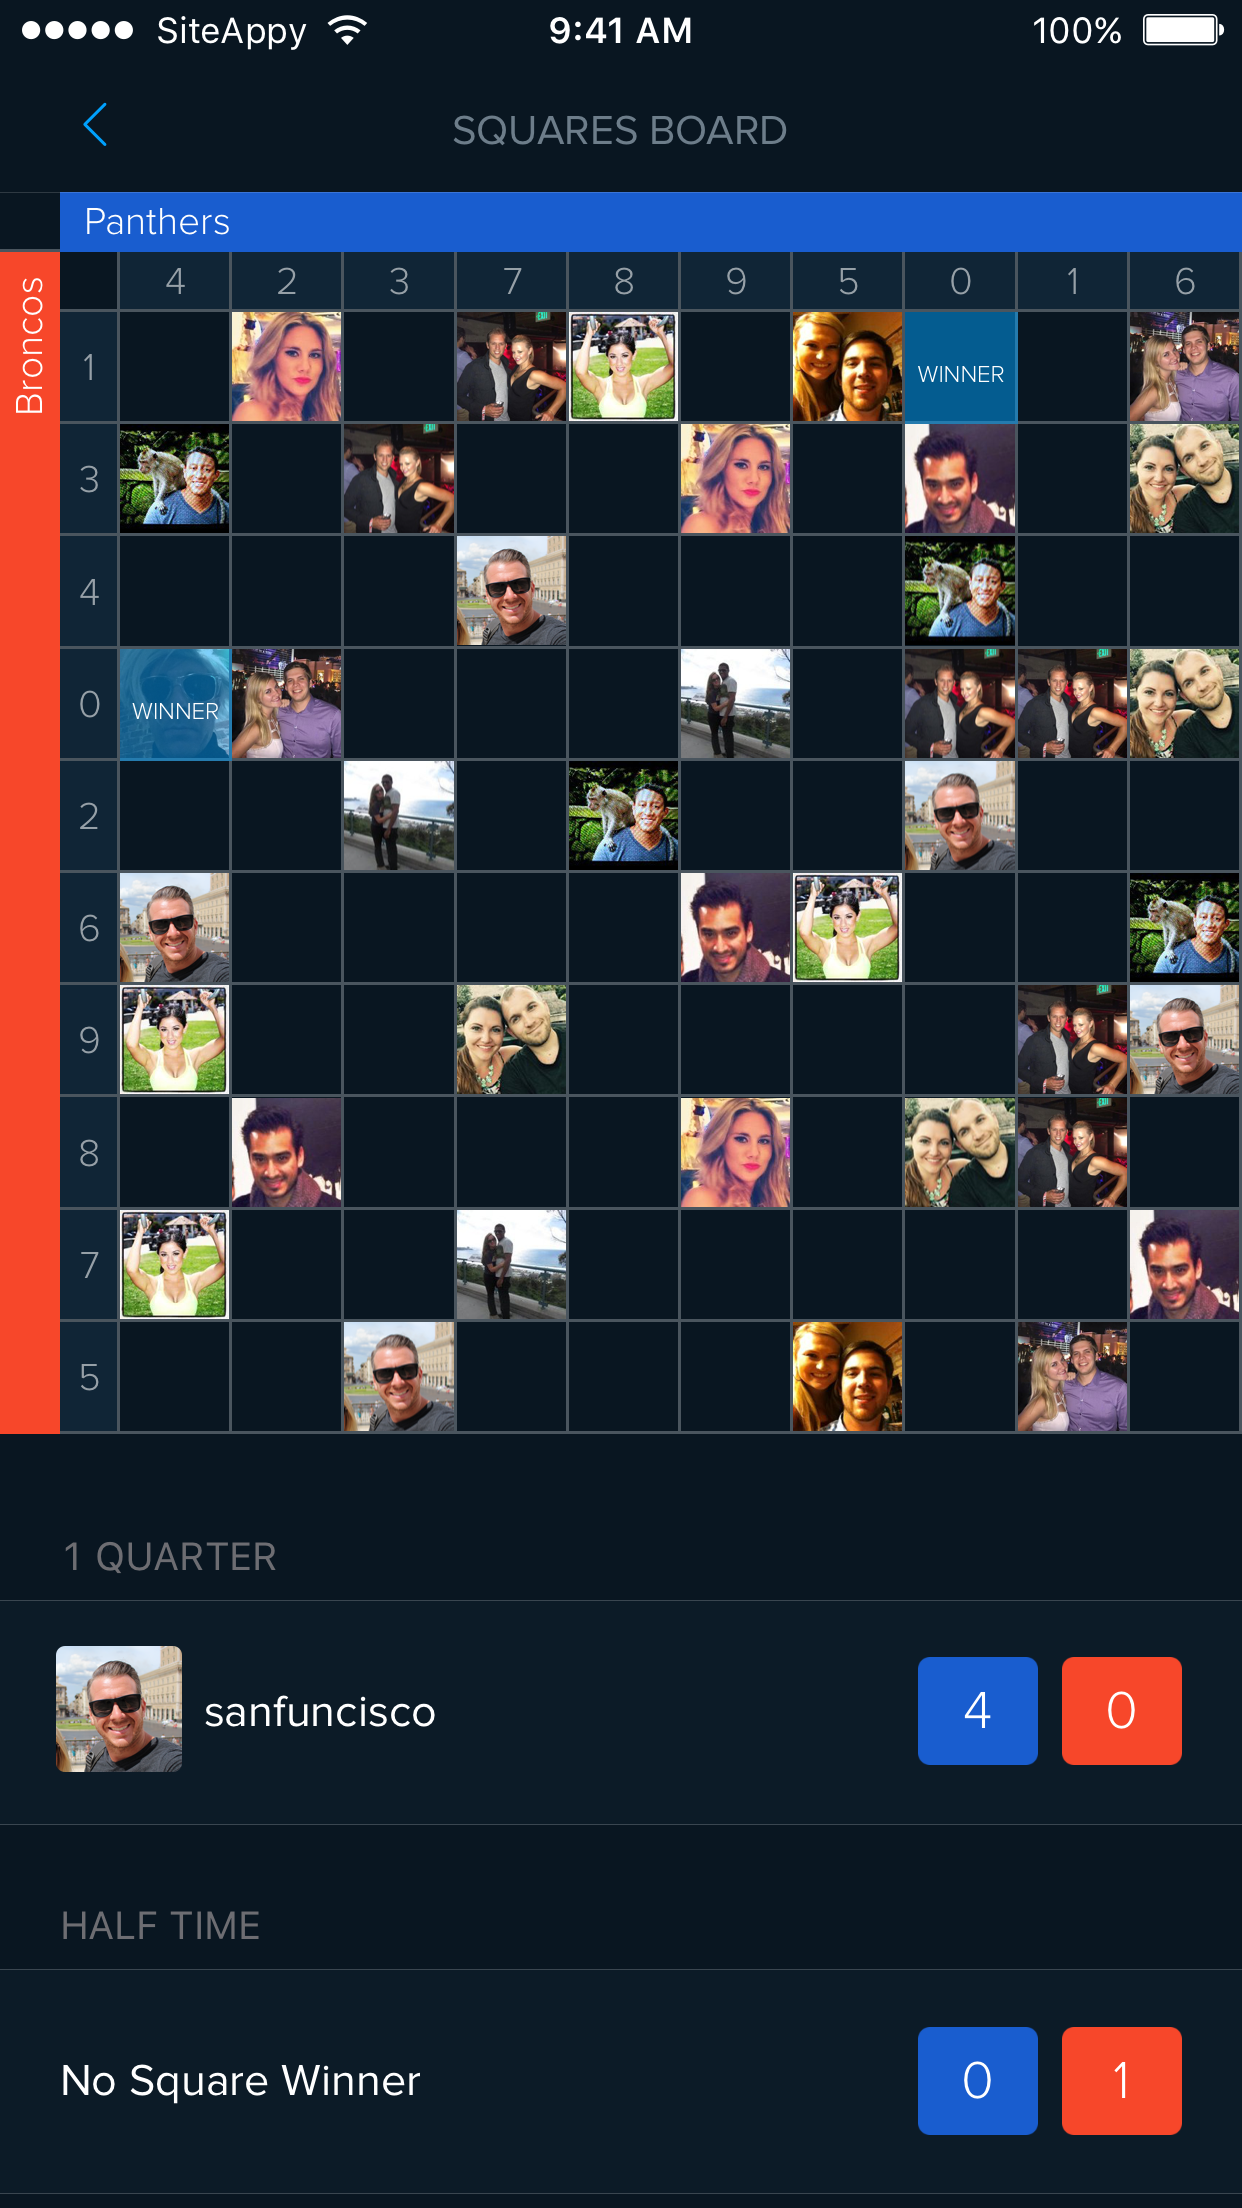 SiteAppy 9:41 AM 100%
SQUARES BOARD
Panthers
Broncos
4 2 3 7 8 9 5 0 1 6
1 WINNER
3
4
0 WINNER
2
6
9
8
7
5
1 QUARTER
sanfuncisco 4 0
HALF TIME
No Square Winner 0 1